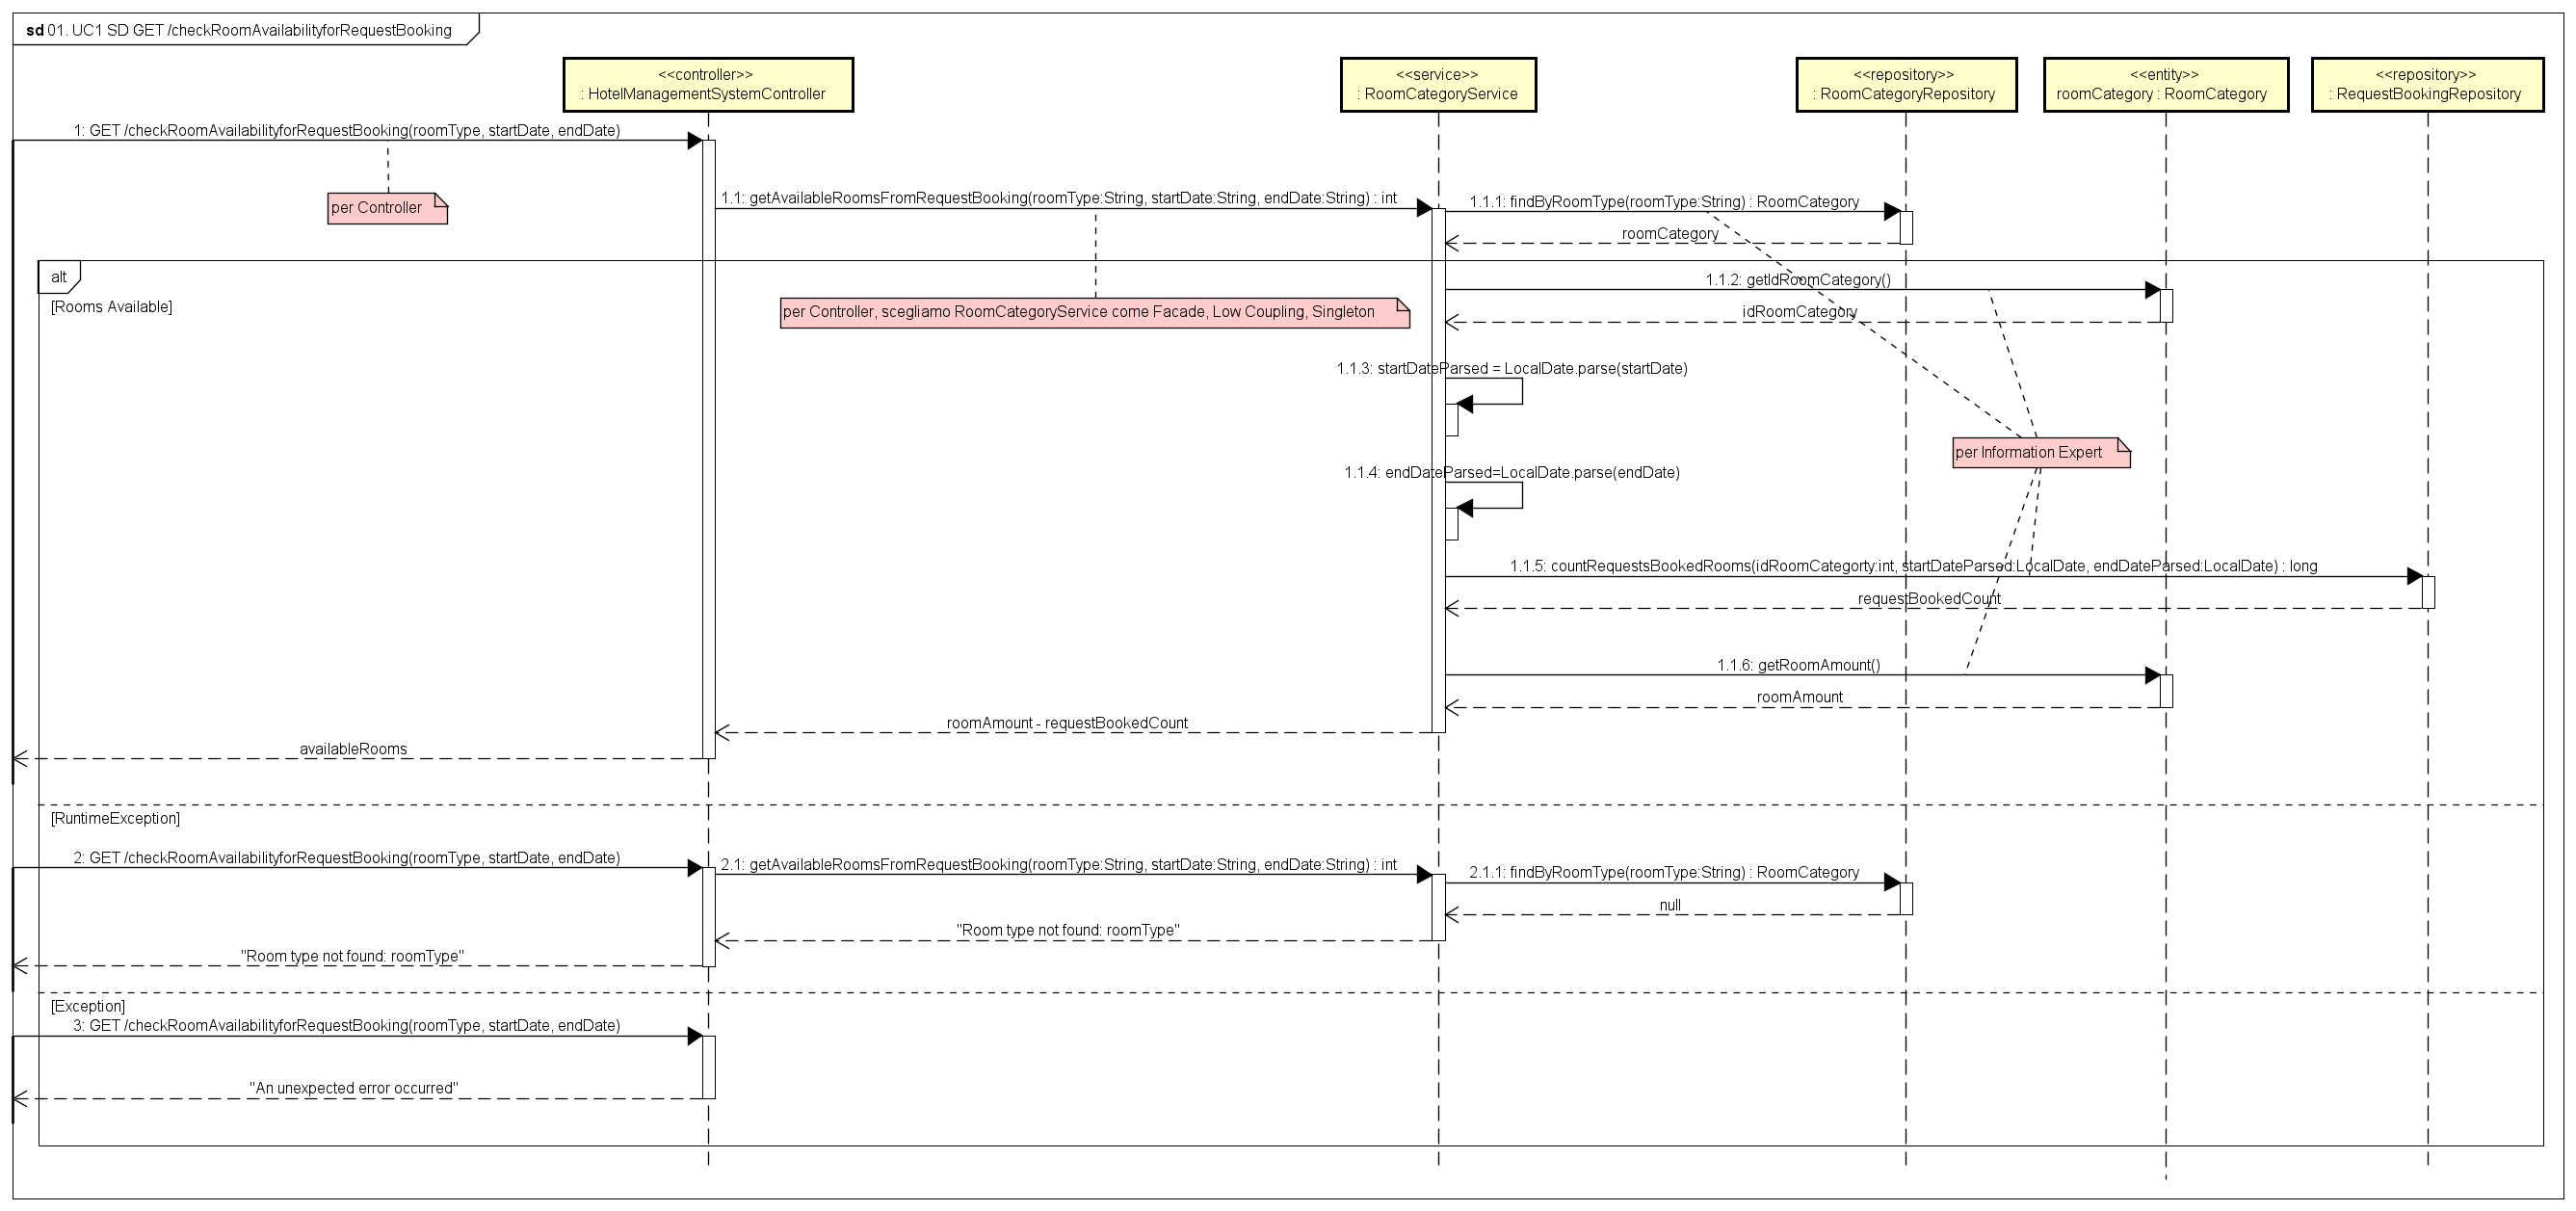 sd 01. UC1 SD GET /checkRoomAvailabilityforRequestBooking
<<controller>>
: HotelManagementSystemController
<<service>>
: RoomCategoryService
<<repository>>
: RoomCategoryRepository
<<entity>>
roomCategory : RoomCategory
<<repository>>
: RequestBookingRepository
1: GET /checkRoomAvailabilityforRequestBooking(roomType, startDate, endDate)
per Controller
1.1: getAvailableRoomsFromRequestBooking(roomType:String, startDate:String, endDate:String) : int
1.1.1: findByRoomType(roomType:String) : RoomCategory
roomCategory
alt
[Rooms Available]
1.1.2: getIdRoomCategory()
per Controller, scegliamo RoomCategoryService come Facade, Low Coupling, Singleton
idRoomCategory
1.1.3: startDateParsed = LocalDate.parse(startDate)
per Information Expert
1.1.4: endDateParsed=LocalDate.parse(endDate)
1.1.5: countRequestsBookedRooms(idRoomCategorty:int, startDateParsed:LocalDate, endDateParsed:LocalDate) : long
requestBookedCount
1.1.6: getRoomAmount()
roomAmount
roomAmount - requestBookedCount
availableRooms
[RuntimeException]
2: GET /checkRoomAvailabilityforRequestBooking(roomType, startDate, endDate)
2.1: getAvailableRoomsFromRequestBooking(roomType:String, startDate:String, endDate:String) : int
2.1.1: findByRoomType(roomType:String) : RoomCategory
null
"Room type not found: roomType"
"Room type not found: roomType"
[Exception]
3: GET /checkRoomAvailabilityforRequestBooking(roomType, startDate, endDate)
"An unexpected error occurred"